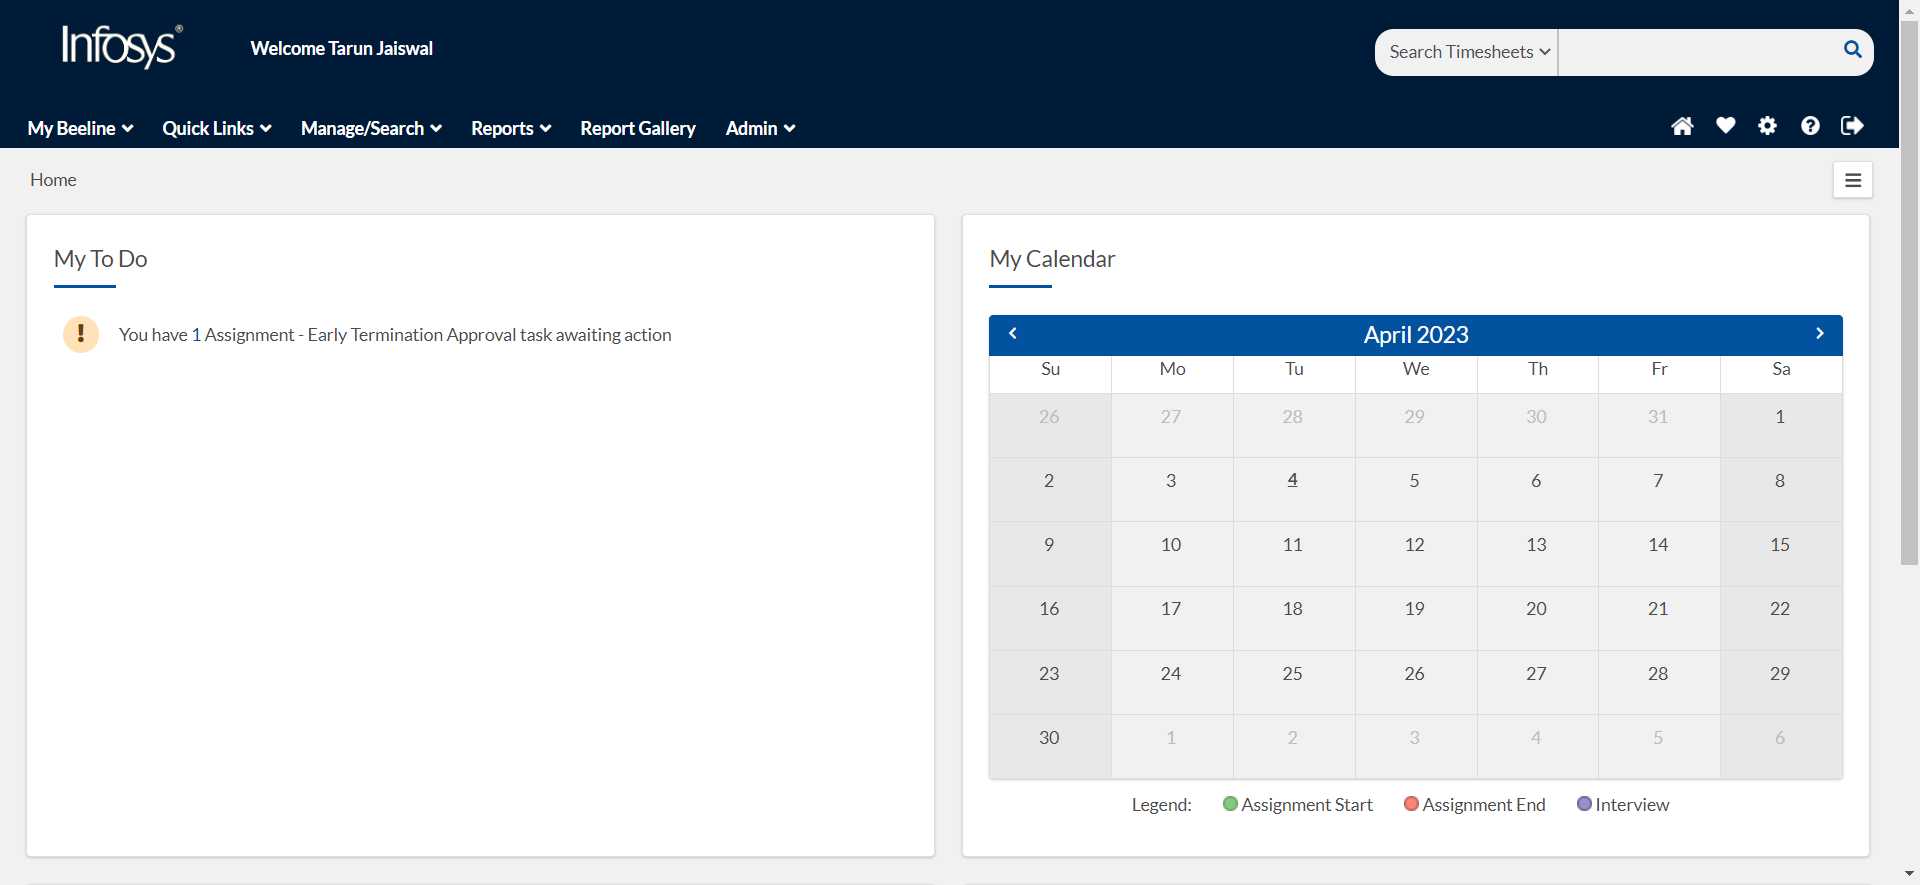 Infosys®
Welcome Tarun Jaiswal
Search Timesheets
My Beeline
Quick Links
Manage/Search
Reports
Report Gallery
Admin
Home
My To Do
You have 1 Assignment - Early Termination Approval task awaiting action
My Calendar
April 2023
Su Mo Tu We Th Fr Sa
26 27 28 29 30 31 1
2 3 4 5 6 7 8
9 10 11 12 13 14 15
16 17 18 19 20 21 22
23 24 25 26 27 28 29
30 1 2 3 4 5 6
Legend: Assignment Start Assignment End Interview